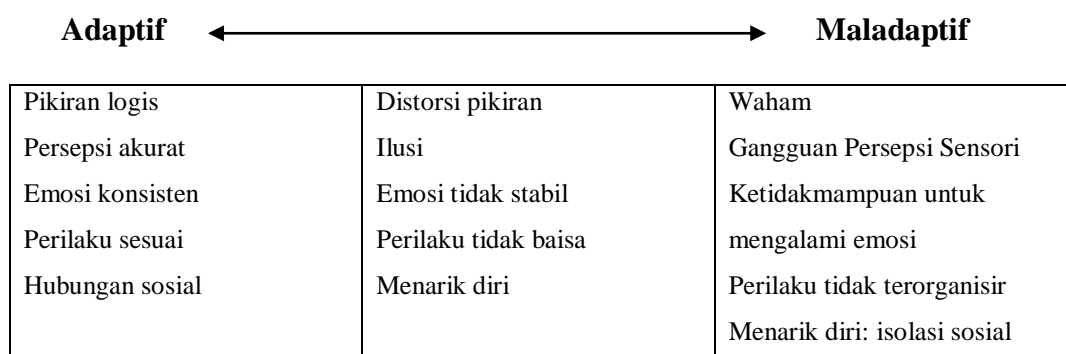 Adaptif Maladaptif
Pikiran logis
Persepsi akurat
Emosi konsisten
Perilaku sesuai
Hubungan sosial
Distorsi pikiran
Ilusi
Emosi tidak stabil
Perilaku tidak baisa
Menarik diri
Waham
Gangguan Persepsi Sensori
Ketidakmampuan untuk
mengalami emosi
Perilaku tidak terorganisir
Menarik diri: isolasi sosial